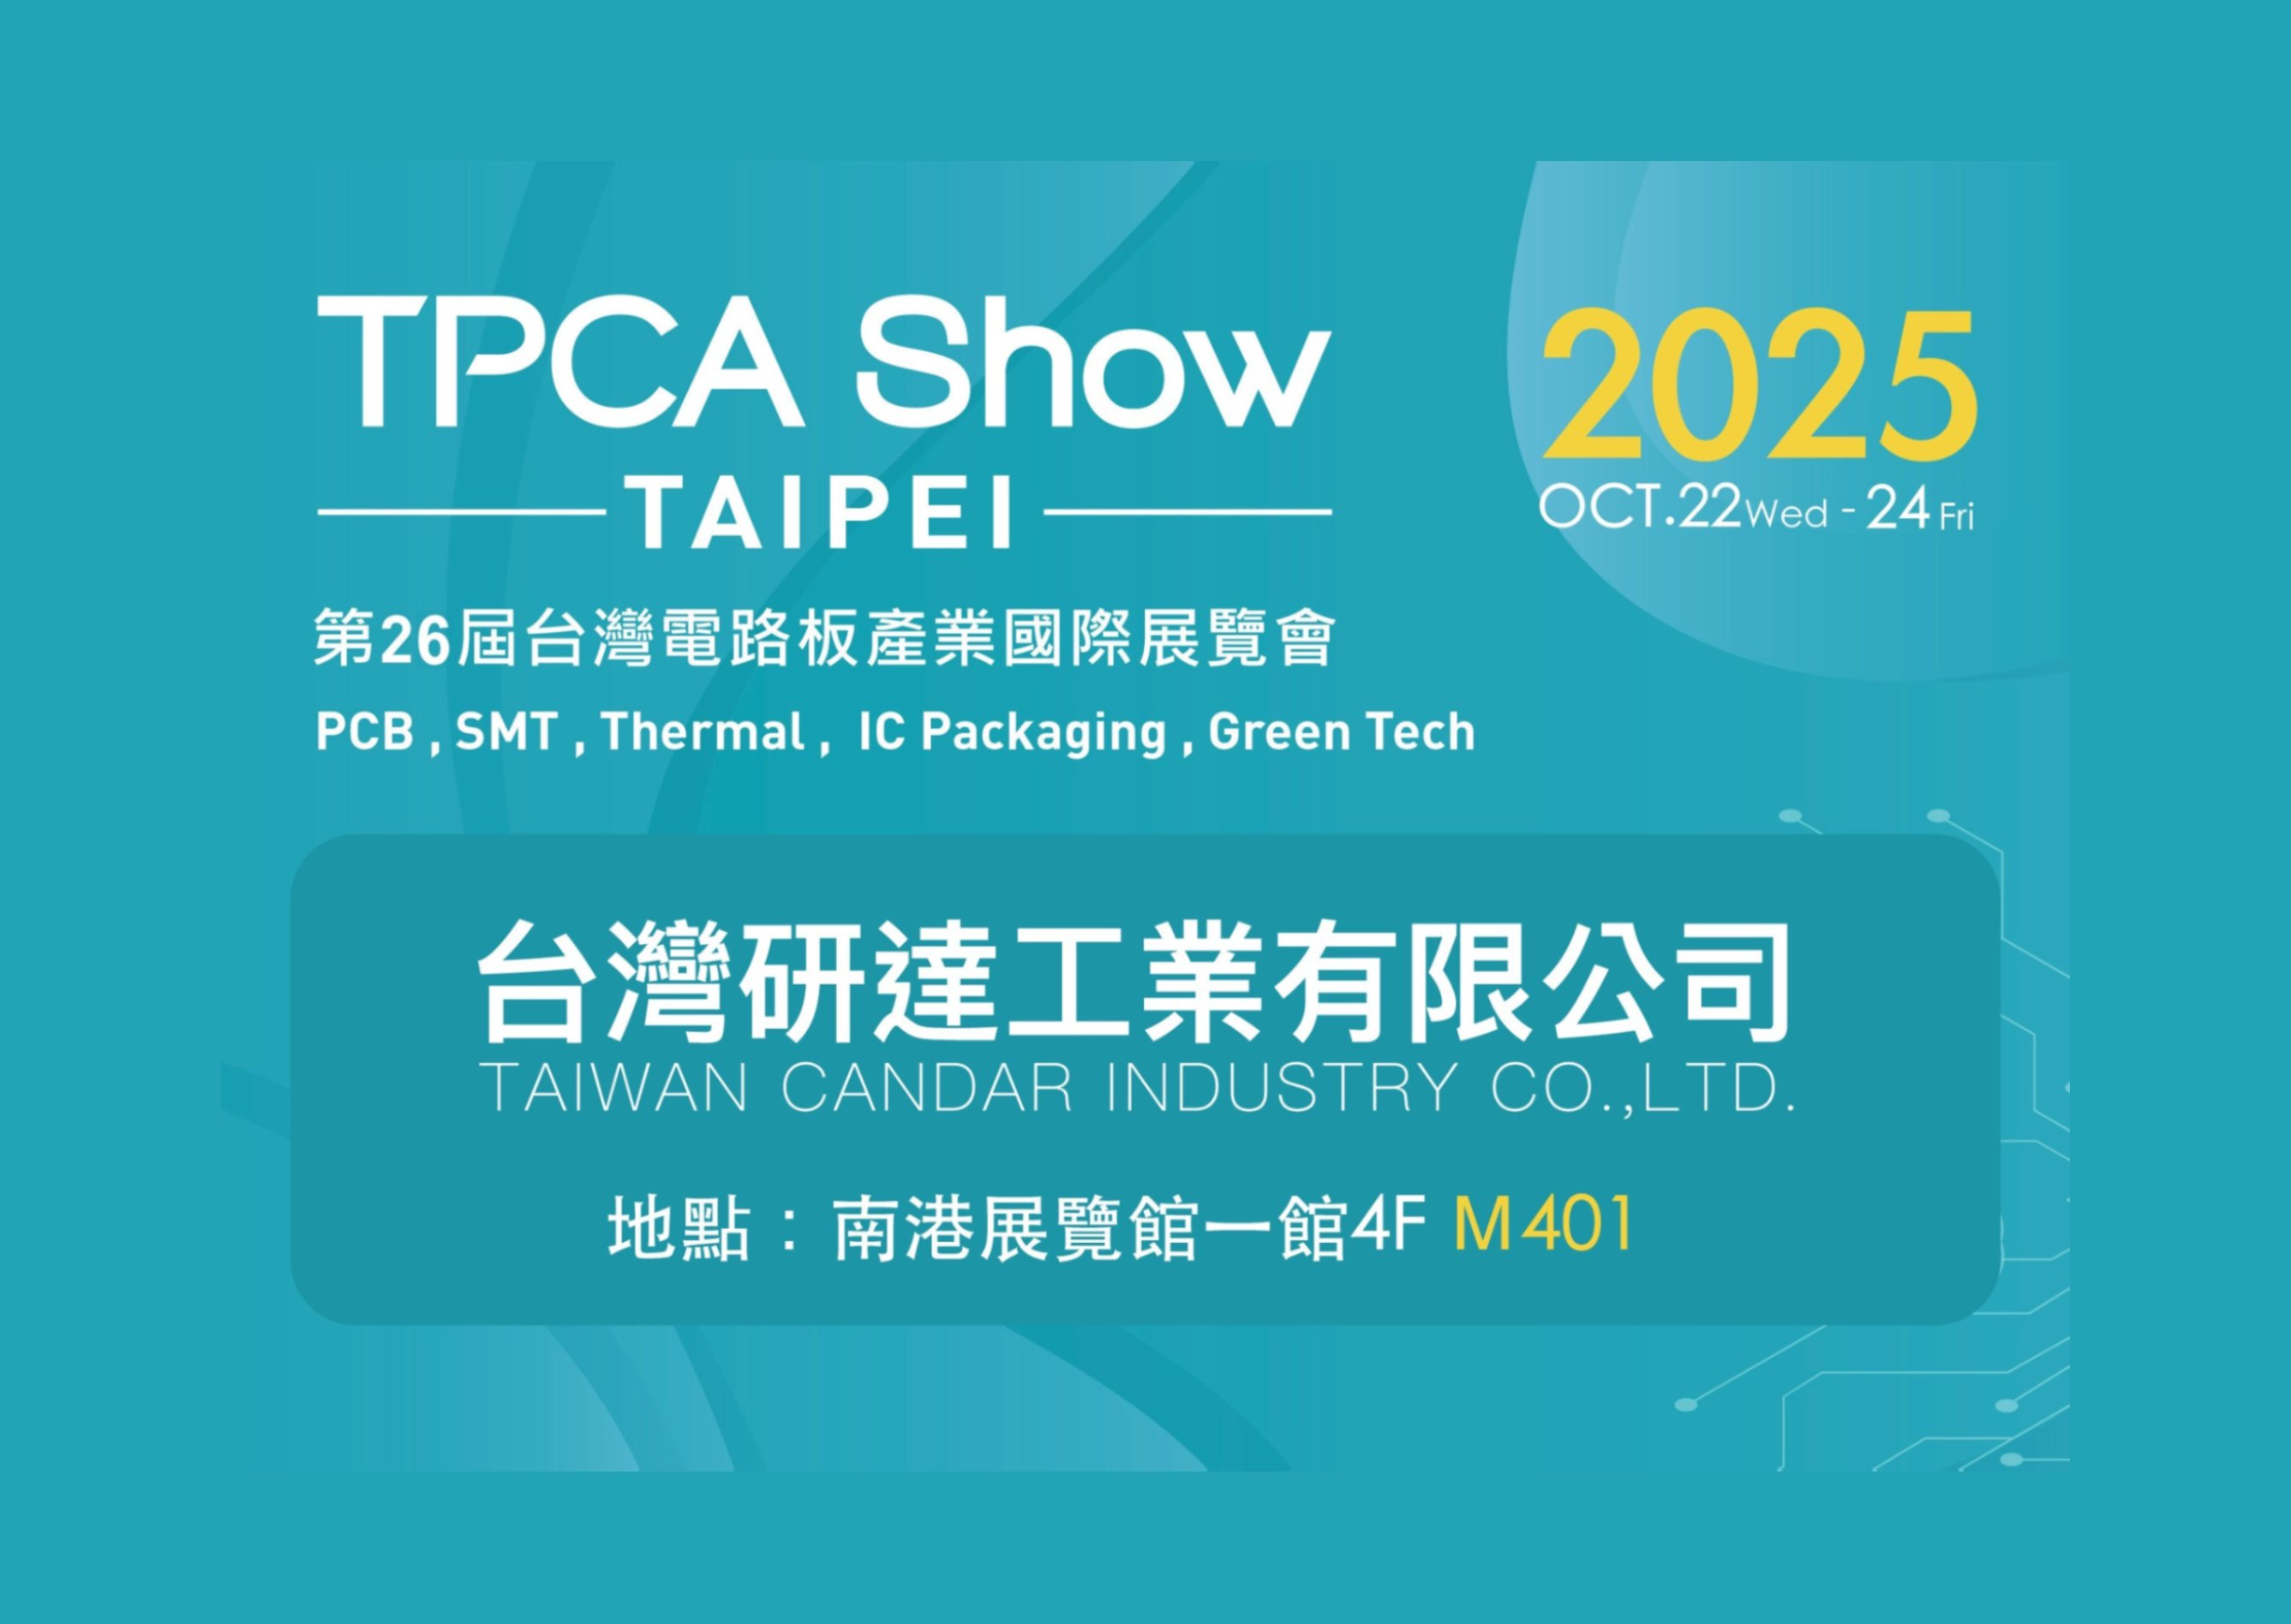 TPCA Show
TAIPEI
2025
OCT.22 Wed - 24 Fri
第26屆台灣電路板產業國際展覽會
PCB , SMT , Thermal , IC Packaging , Green Tech
台灣研達工業有限公司
TAIWAN CANDAR INDUSTRY CO.,LTD.
地點：南港展覽館一館4F M401